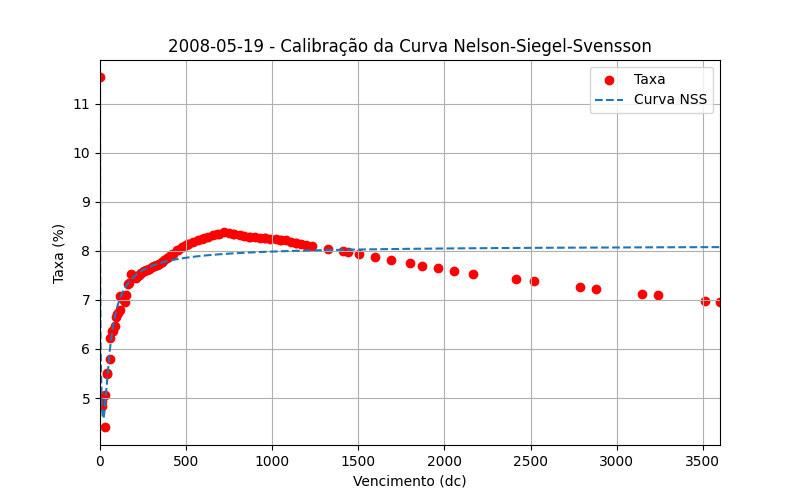 2008-05-19 - Calibração da Curva Nelson-Siegel-Svensson
Taxa
Curva NSS
Taxa (%)
11
10
9
8
7
6
5
0 500 1000 1500 2000 2500 3000 3500
Vencimento (dc)